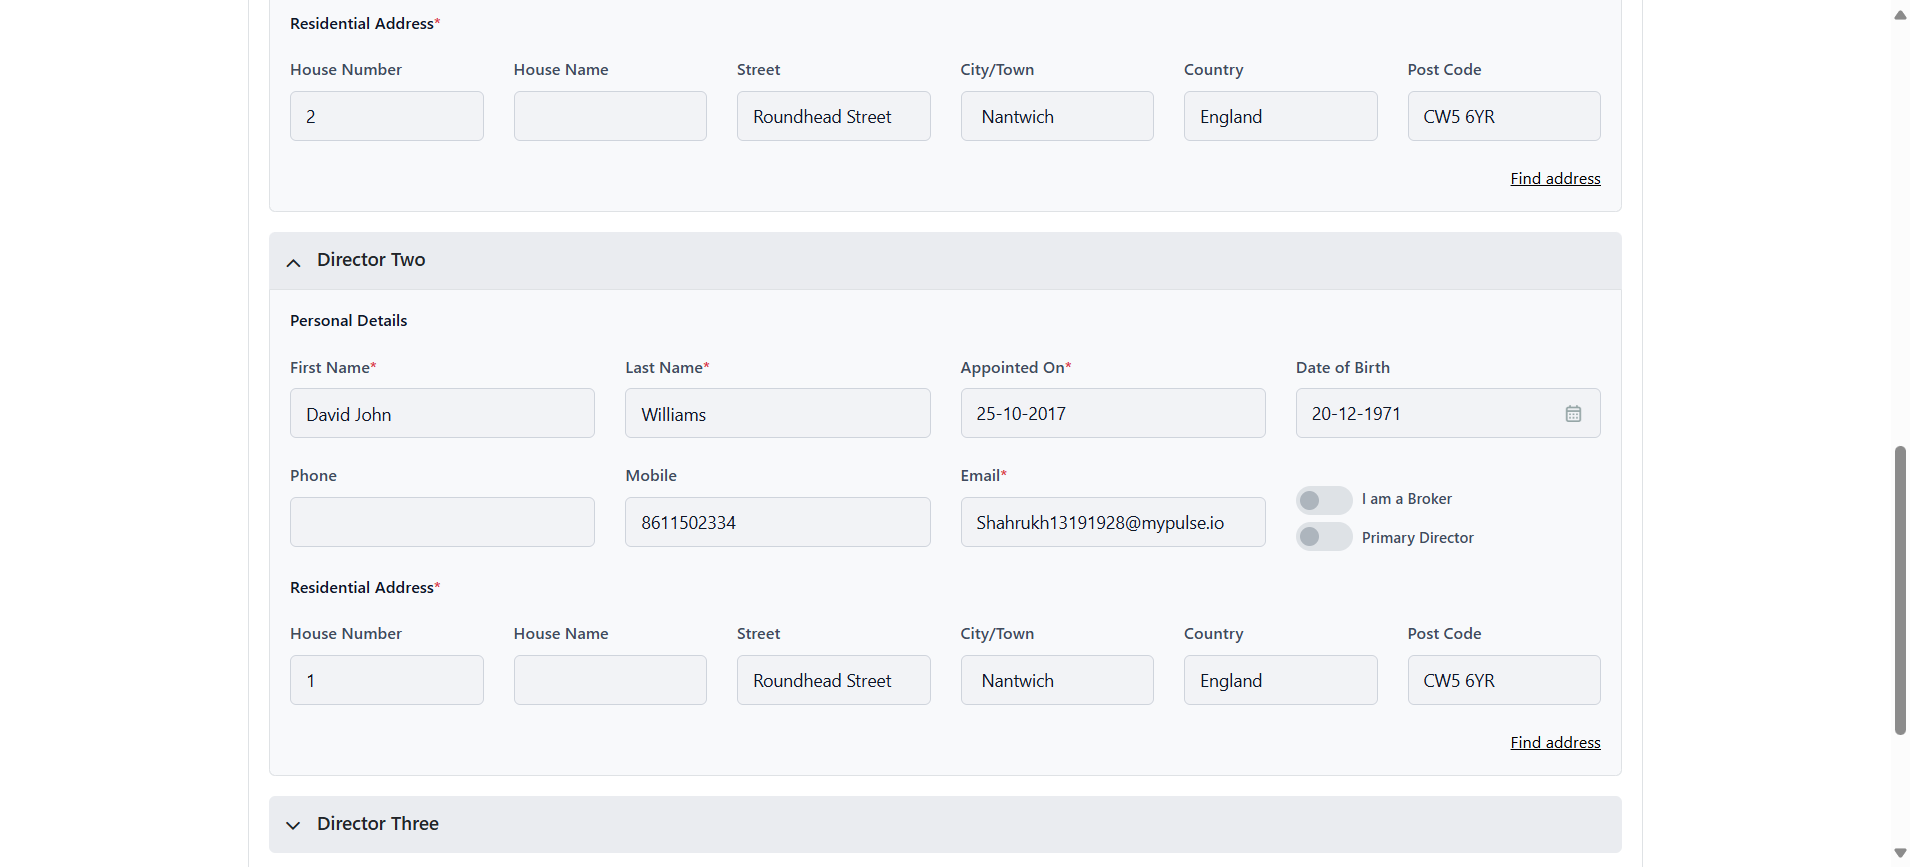 Residential Address*
House Number House Name Street City/Town Country Post Code
2 Roundhead Street Nantwich England CW5 6YR
Find address
Director Two
Personal Details
First Name* Last Name* Appointed On* Date of Birth
David John Williams 25-10-2017 20-12-1971
Phone Mobile Email*
I am a Broker
8611502334 Shahrukh13191928@mypulse.io
Primary Director
Residential Address*
House Number House Name Street City/Town Country Post Code
1 Roundhead Street Nantwich England CW5 6YR
Find address
Director Three